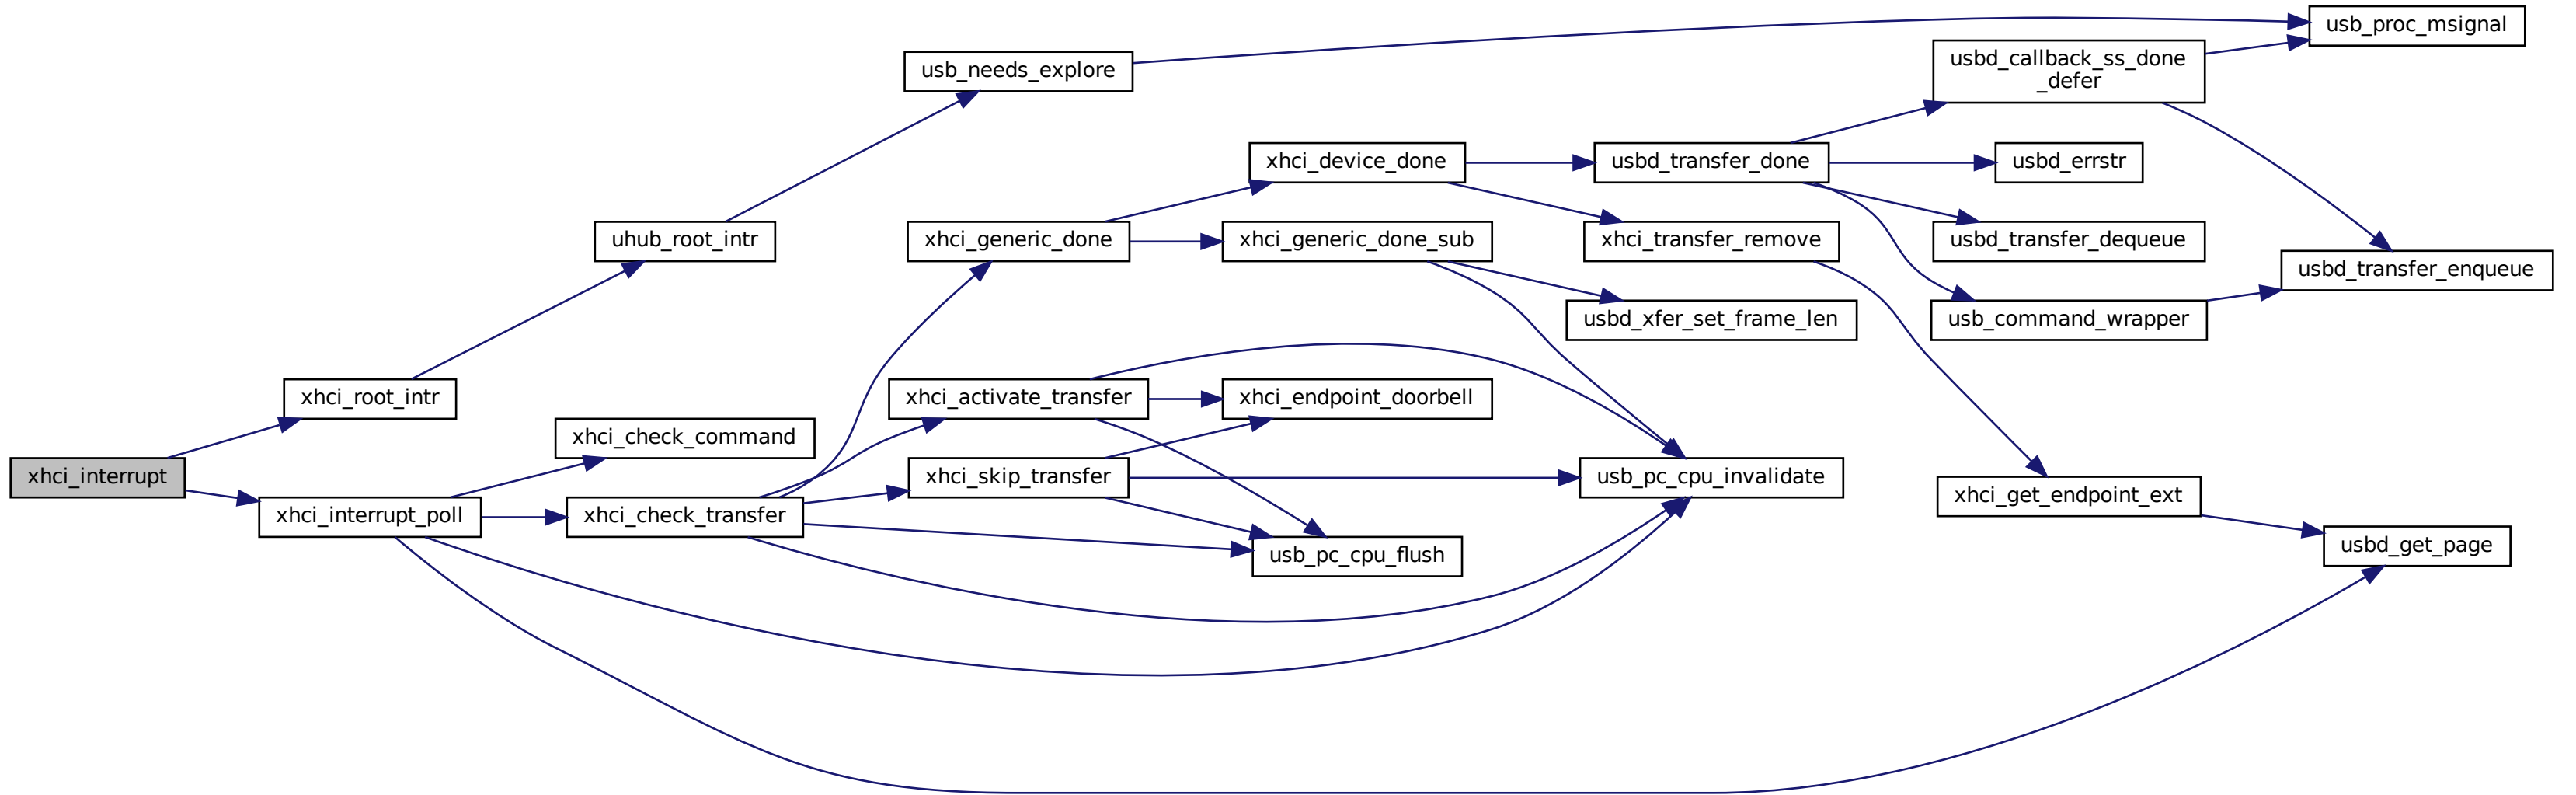 usb_proc_msignal
usbd_callback_ss_done
_defer
usb_needs_explore
xhci_device_done
usbd_transfer_done
usbd_errstr
uhub_root_intr
xhci_generic_done
xhci_generic_done_sub
xhci_transfer_remove
usbd_transfer_dequeue
usbd_transfer_enqueue
usbd_xfer_set_frame_len
usb_command_wrapper
xhci_root_intr
xhci_activate_transfer
xhci_endpoint_doorbell
xhci_check_command
xhci_interrupt
xhci_skip_transfer
usb_pc_cpu_invalidate
xhci_get_endpoint_ext
xhci_interrupt_poll
xhci_check_transfer
usb_pc_cpu_flush
usbd_get_page